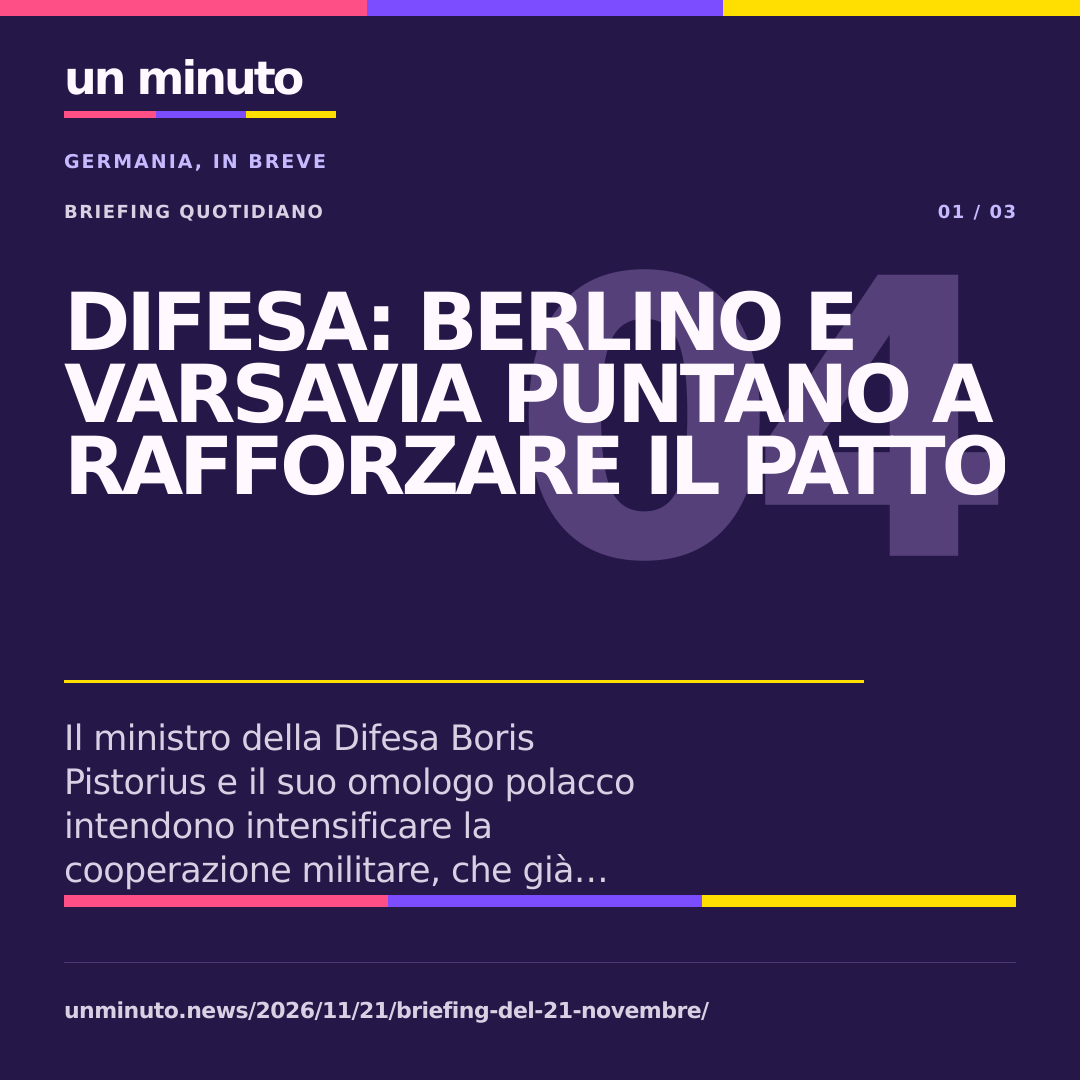 un minuto
GERMANIA, IN BREVE
BRIEFING QUOTIDIANO
01 / 03
04
DIFESA: BERLINO E
VARSAVIA PUNTANO A
RAFFORZARE IL PATTO
Il ministro della Difesa Boris
Pistorius e il suo omologo polacco
intendono intensificare la
cooperazione militare, che già…
unminuto.news/2026/11/21/briefing-del-21-novembre/